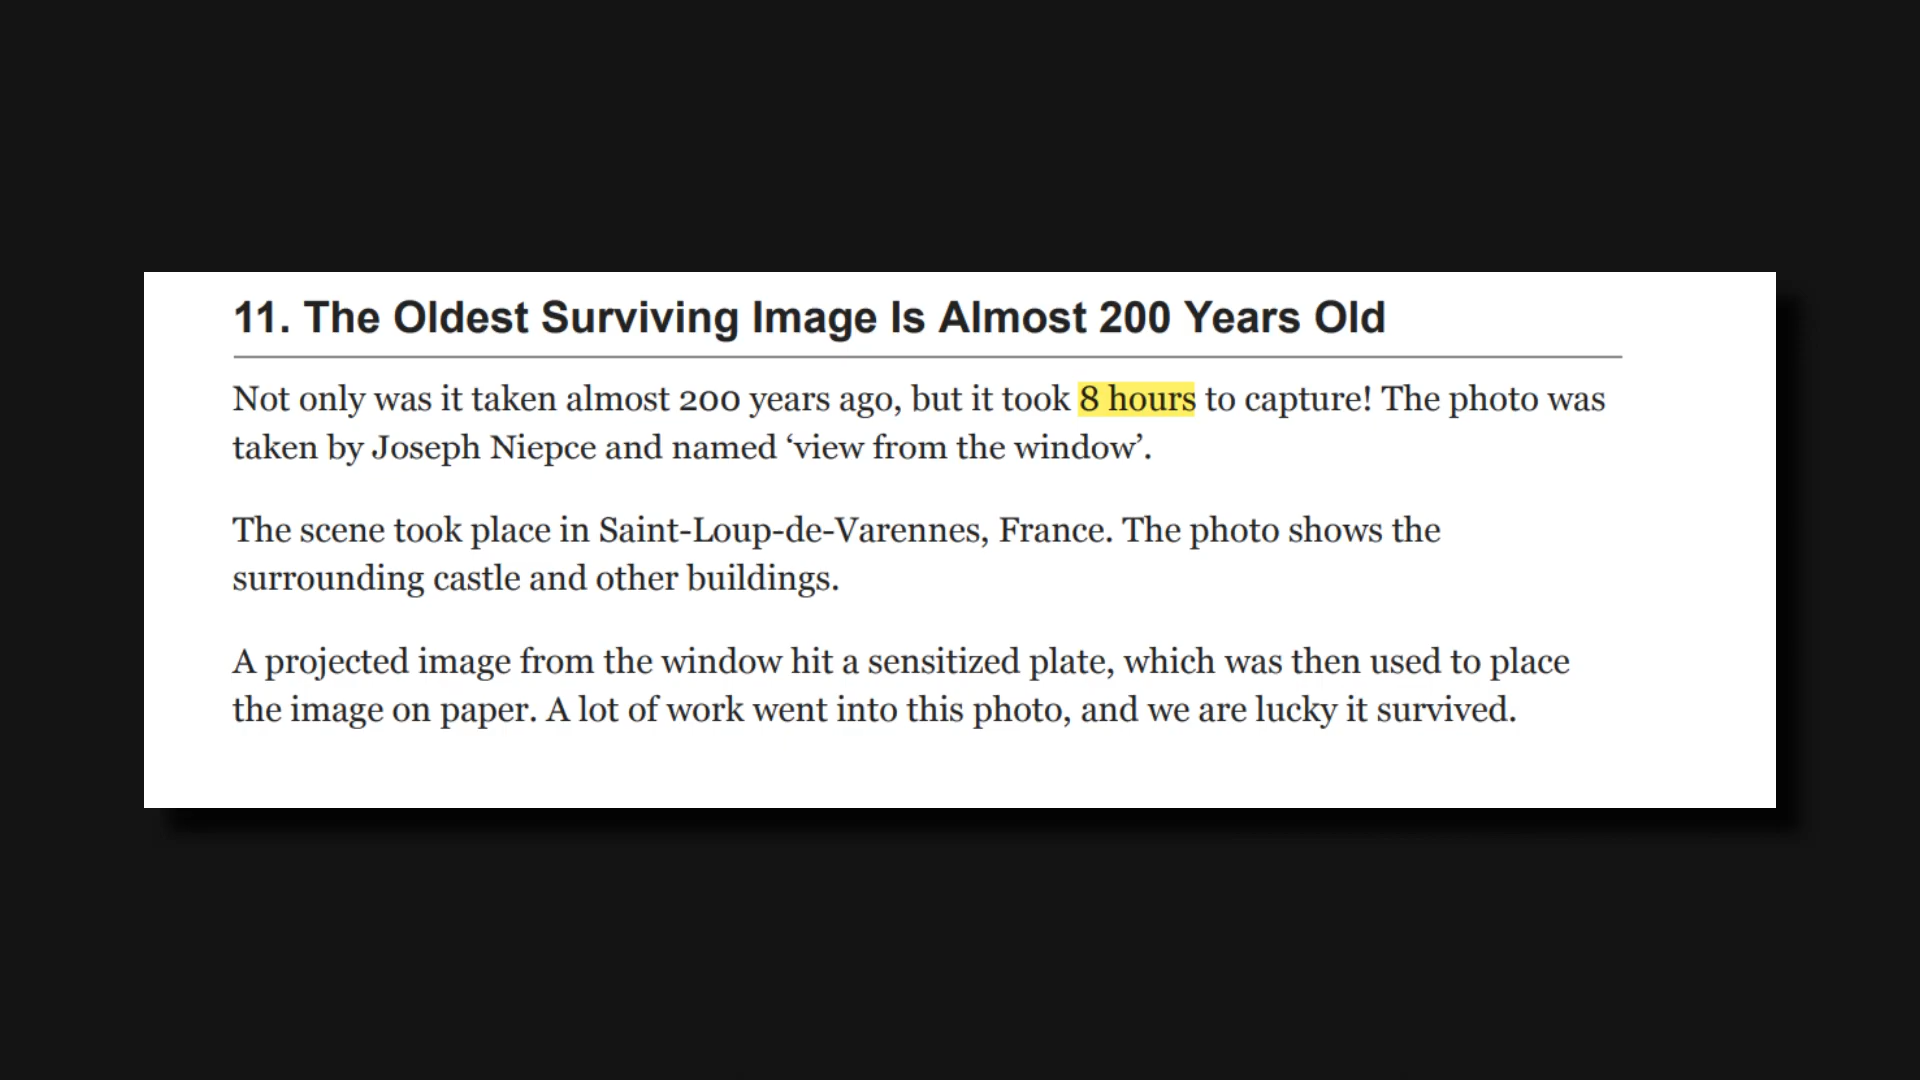 11. The Oldest Surviving Image Is Almost 200 Years Old
Not only was it taken almost 200 years ago, but it took 8 hours to capture! The photo was
taken by Joseph Niepce and named ‘view from the window’.
The scene took place in Saint-Loup-de-Varennes, France. The photo shows the
surrounding castle and other buildings.
A projected image from the window hit a sensitized plate, which was then used to place
the image on paper. A lot of work went into this photo, and we are lucky it survived.